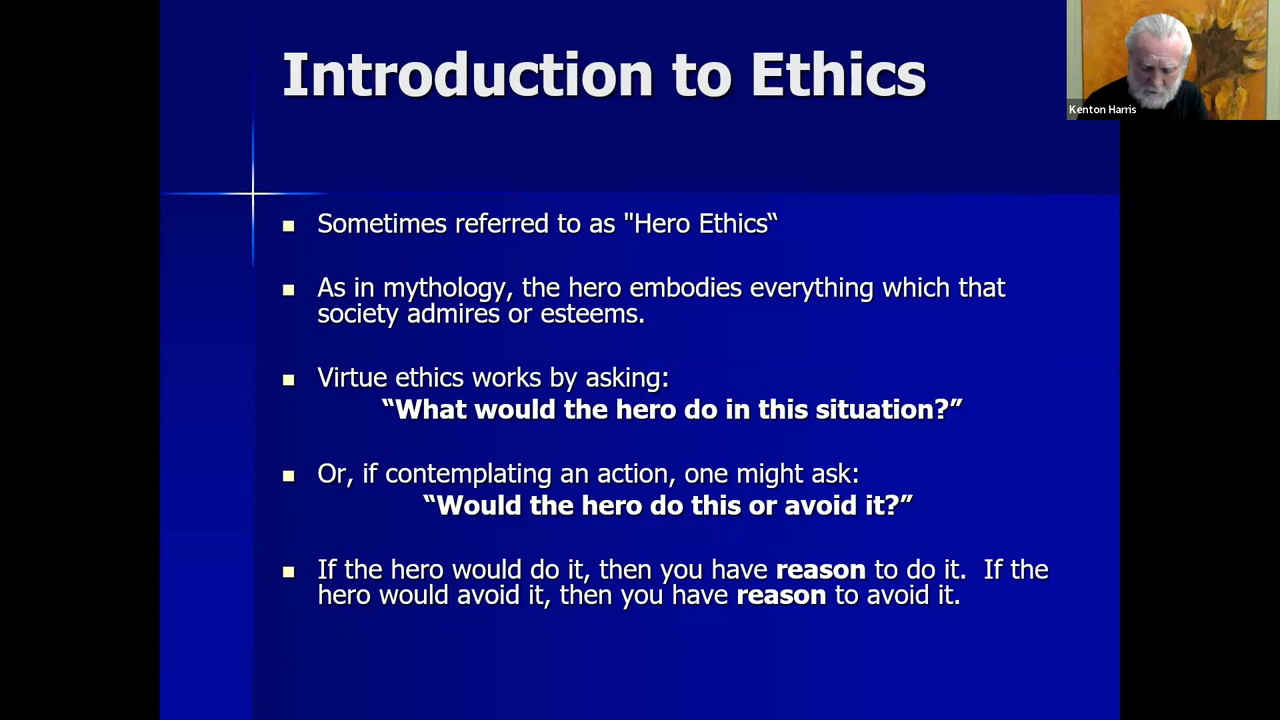 Introduction to Ethics
Kenton Harris
Sometimes referred to as "Hero Ethics“
As in mythology, the hero embodies everything which that
society admires or esteems.
Virtue ethics works by asking:
“What would the hero do in this situation?”
Or, if contemplating an action, one might ask:
“Would the hero do this or avoid it?”
If the hero would do it, then you have reason to do it.  If the
hero would avoid it, then you have reason to avoid it.